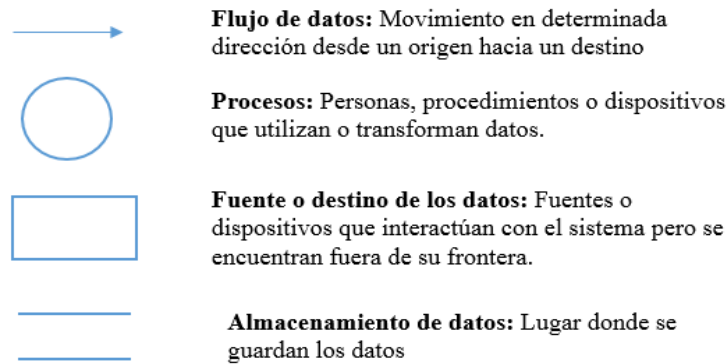 Flujo de datos: Movimiento en determinada
dirección desde un origen hacia un destino
Procesos: Personas, procedimientos o dispositivos
que utilizan o transforman datos.
Fuente o destino de los datos: Fuentes o
dispositivos que interactúan con el sistema pero se
encuentran fuera de su frontera.
Almacenamiento de datos: Lugar donde se
guardan los datos